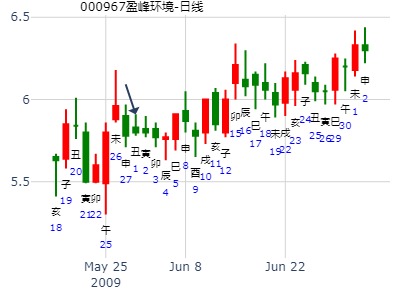 000967盈峰环境-日线
6.5
6
5.5
亥
18
子
19
丑
20
寅
21
卯
22
午
25
未
26
申
27
丑
1
寅
2
卯
3
辰
4
巳
5
申
8
酉
9
戌
10
亥
11
子
12
卯
15
辰
16
巳
17
午
18
未
19
戌
22
亥
23
子
24
丑
25
寅
26
巳
29
午
30
未
1
申
2
May 25
2009
Jun 8
Jun 22